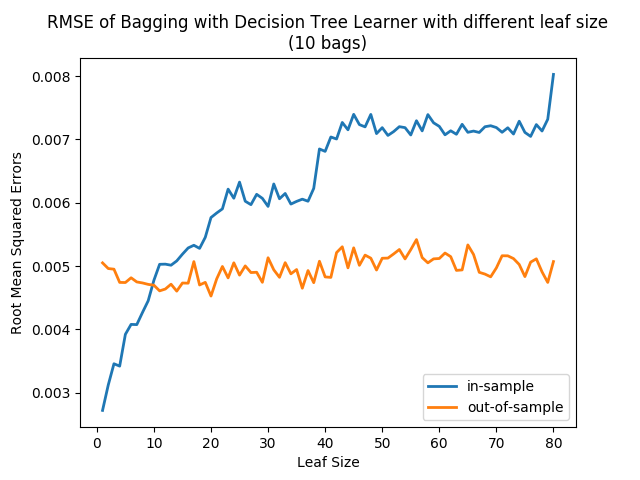 RMSE of Bagging with Decision Tree Learner with different leaf size
(10 bags)
0.008
0.007
0.006
0.005
0.004
0.003
Root Mean Squared Errors
in-sample
out-of-sample
0 10 20 30 40 50 60 70 80
Leaf Size